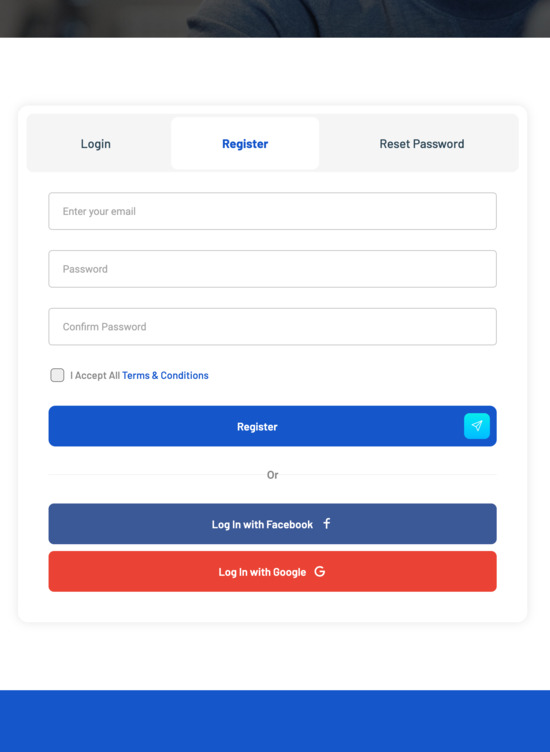 Login
Register
Reset Password
Enter your email
Password
Confirm Password
I Accept All Terms & Conditions
Register
Or
Log In with Facebook
Log In with Google